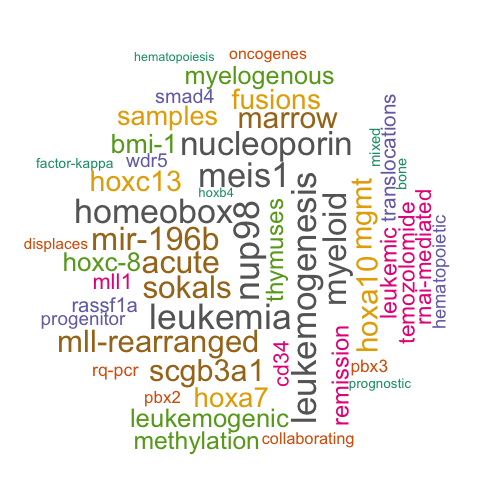 hematopoiesis
oncogenes
myelogenous
smad4
fusions
samples
marrow
bmi-1
nucleoporin
translocations
mixed
factor-kappa
wdr5
meis1
bone
hoxc13
hoxb4
homeobox
nup98
thymuses
leukemogenesis
myeloid
mgmt
hoxa10
leukemic
temozolomide
rnai-mediated
hematopoietic
displaces
mir-196b
hoxc-8
acute
mll1
sokals
rassf1a
progenitor
leukemia
mll-rearranged
rq-pcr
scgb3a1
cd34
remission
pbx3
prognostic
pbx2
hoxa7
leukemogenic
methylation
collaborating